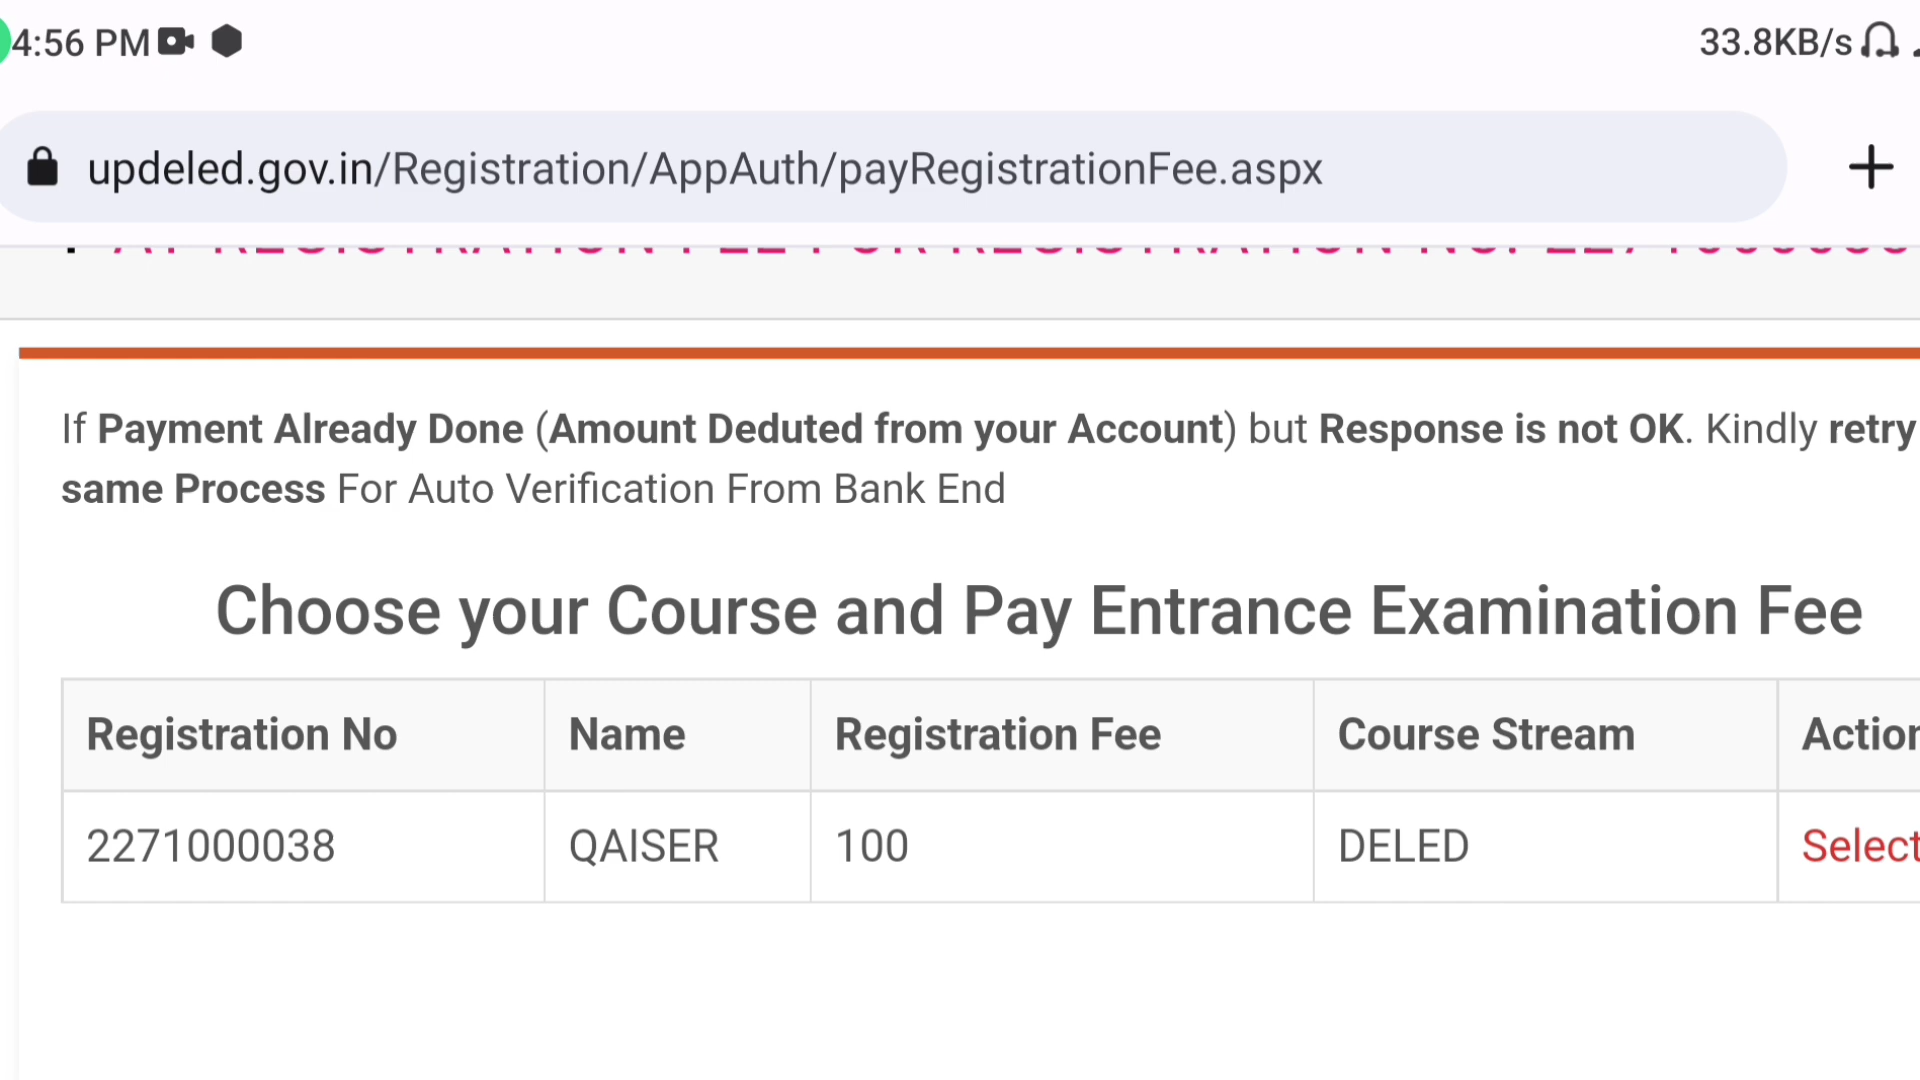 4:56 PM
33.8KB/s
updeled.gov.in/Registration/AppAuth/payRegistrationFee.aspx
If Payment Already Done (Amount Deduted from your Account) but Response is not OK. Kindly retry
same Process For Auto Verification From Bank End
Choose your Course and Pay Entrance Examination Fee
Registration No Name Registration Fee Course Stream Action
2271000038 QAISER 100 DELED Select